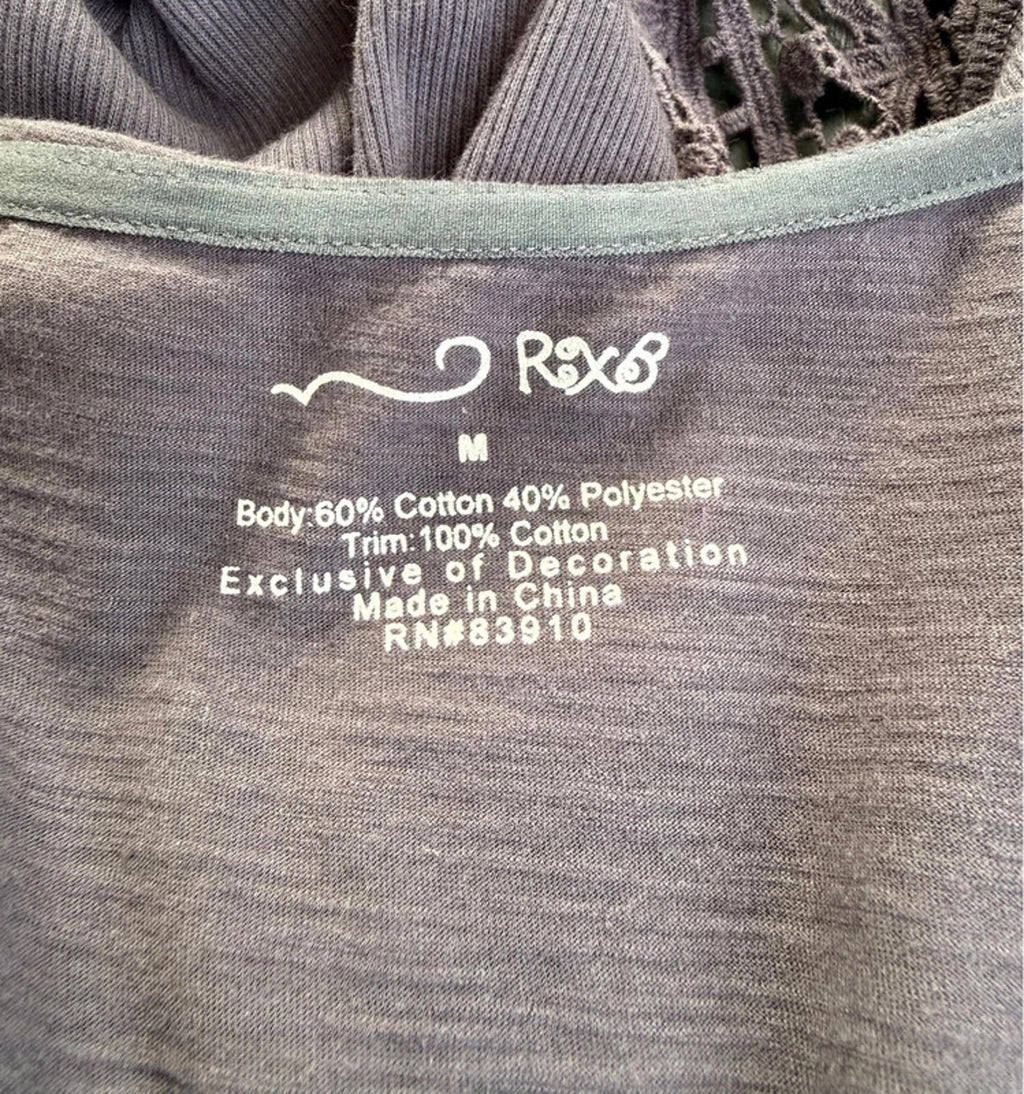 RXB
M
Body:60% Cotton 40% Polyester
Trim:100% Cotton
Exclusive of Decoration
Made in China
RN#83910